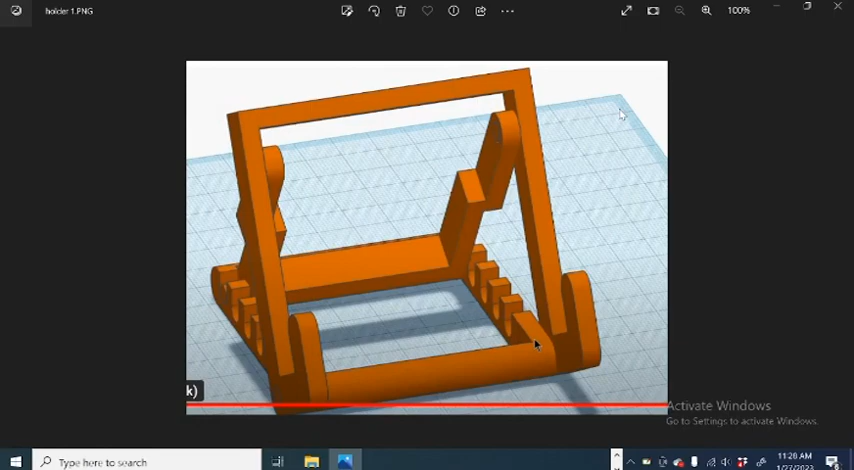 holder 1.PNG
100%
k)
Activate Windows
Go to Settings to activate Windows.
Type here to search
11:28 AM
1/27/2023